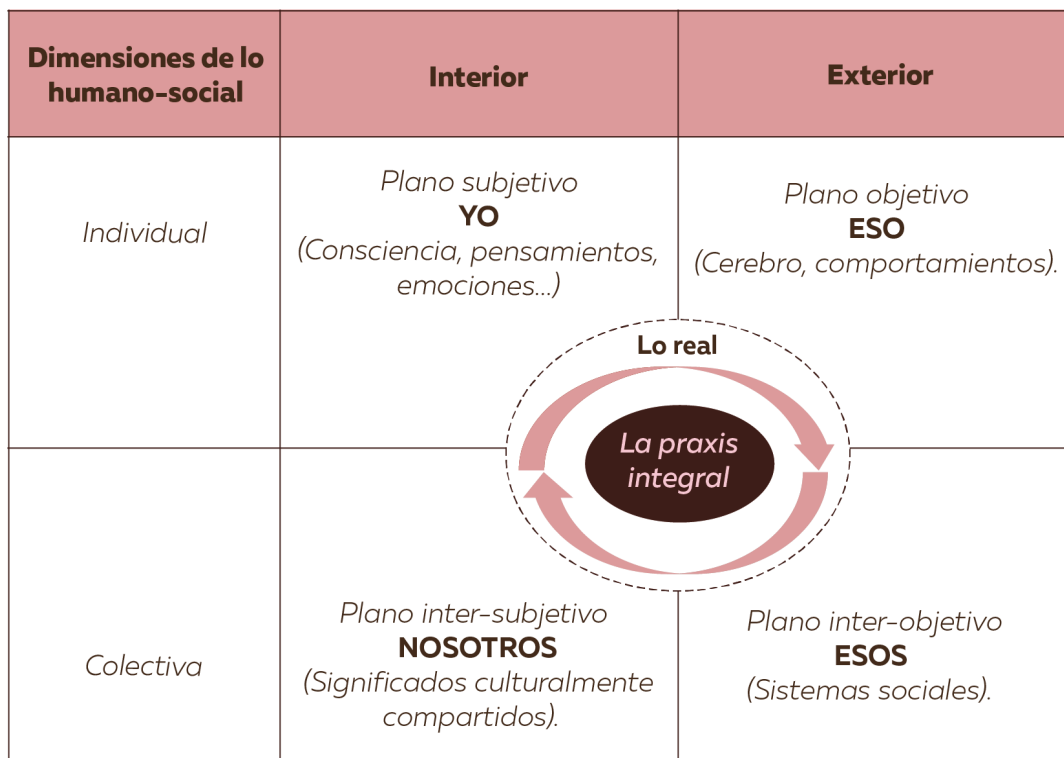 Dimensiones de lo
humano-social
Interior
Exterior
Individual
Plano subjetivo
YO
(Consciencia, pensamientos,
emociones...)
Plano objetivo
ESO
(Cerebro, comportamientos).
Lo real
La praxis
integral
Colectiva
Plano inter-subjetivo
NOSOTROS
(Significados culturalmente
compartidos).
Plano inter-objetivo
ESOS
(Sistemas sociales).